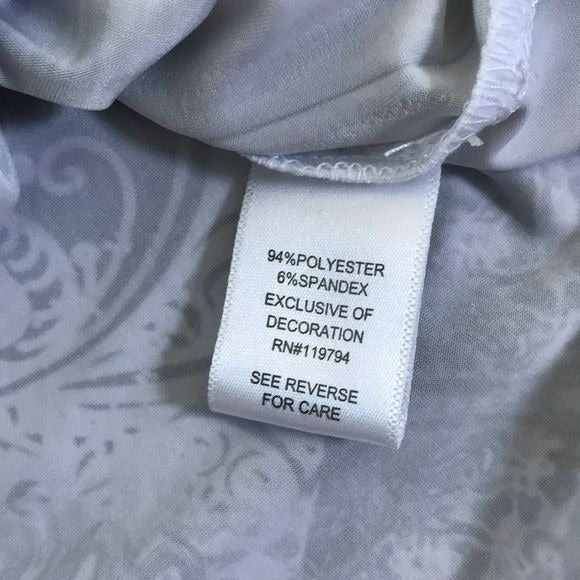 94%POLYESTER
6%SPANDEX
EXCLUSIVE OF
DECORATION
RN#119794
SEE REVERSE
FOR CARE